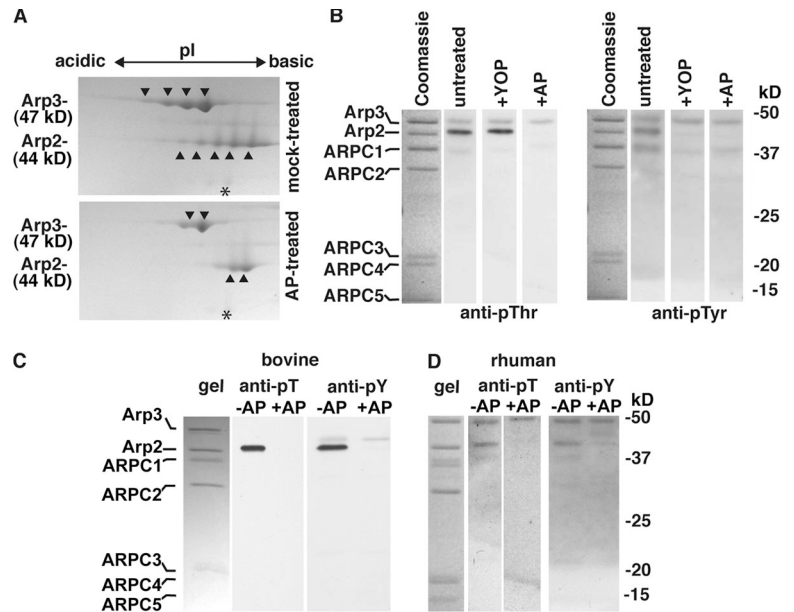 A
pI
acidic
basic
Arp3-
(47 kD)
Arp2-
(44 kD)
*
mock-treated
Arp3-
(47 kD)
Arp2-
(44 kD)
*
AP-treated
B
Coomassie
untreated
+YOP
+AP
Coomassie
untreated
+YOP
+AP
kD
Arp3
Arp2
ARPC1
ARPC2
ARPC3
ARPC4
ARPC5
-50
-37
-25
-20
-15
anti-pThr
anti-pTyr
C
bovine
gel
anti-pT
anti-pY
-AP +AP
-AP +AP
Arp3
Arp2
ARPC1
ARPC2
ARPC3
ARPC4
ARPC5
D
rhuman
gel
anti-pT
anti-pY
-AP +AP
-AP +AP
kD
-50
-37
-25
-20
-15